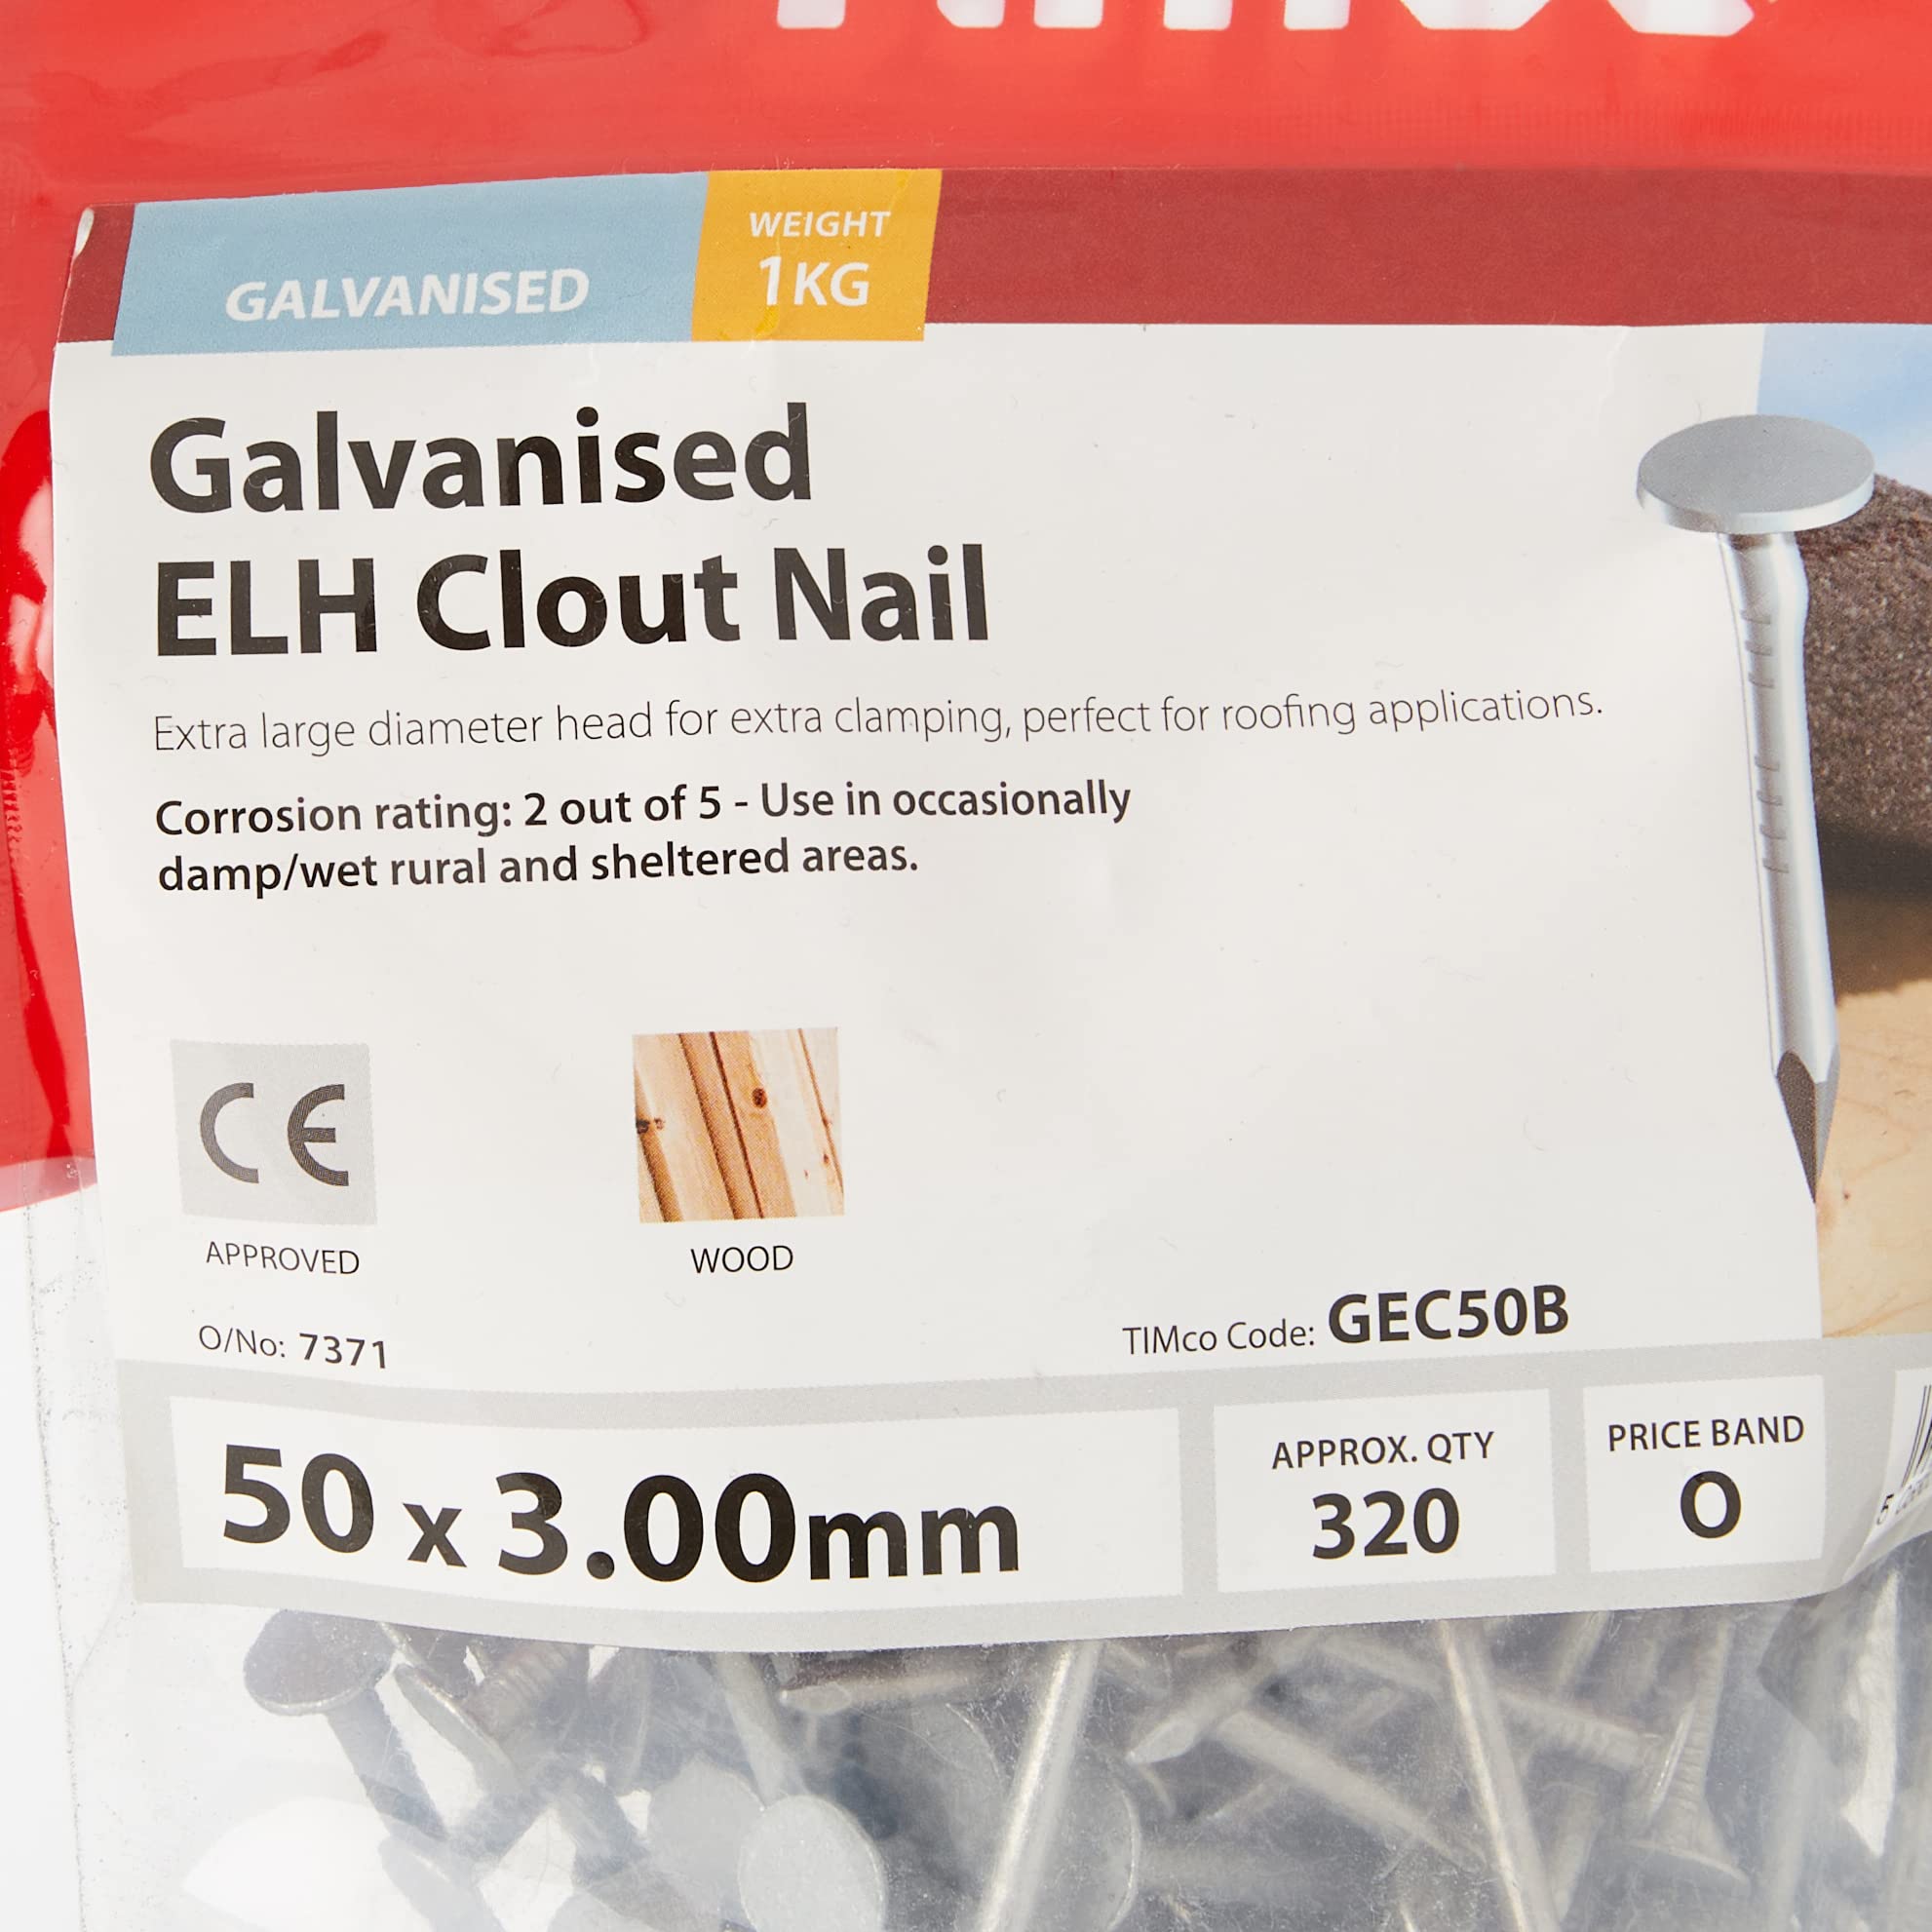 GALVANISED
WEIGHT
1KG
Galvanised
ELH Clout Nail
Extra large diameter head for extra clamping, perfect for roofing applications.
Corrosion rating: 2 out of 5 - Use in occasionally
damp/wet rural and sheltered areas.
CE
APPROVED
WOOD
O/No: 7371
TIMco Code: GEC50B
50 x 3.00mm
APPROX. QTY
320
PRICE BAND
O
5